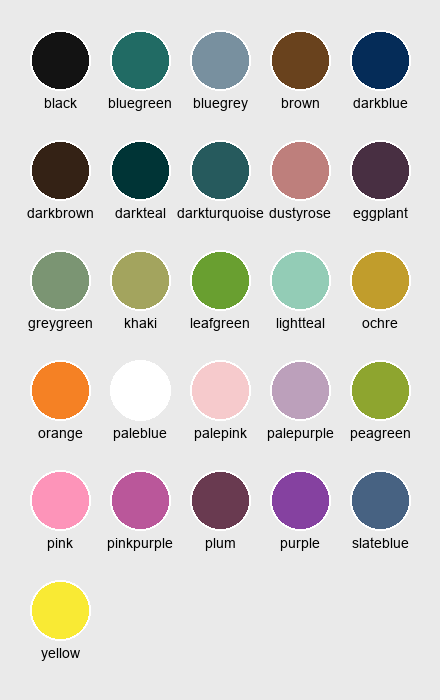 black bluegreen bluegrey brown darkblue
darkbrown darkteal darkturquoise dustyrose eggplant
greygreen khaki leafgreen lightteal ochre
orange paleblue palepink palepurple peagreen
pink pinkpurple plum purple slateblue
yellow